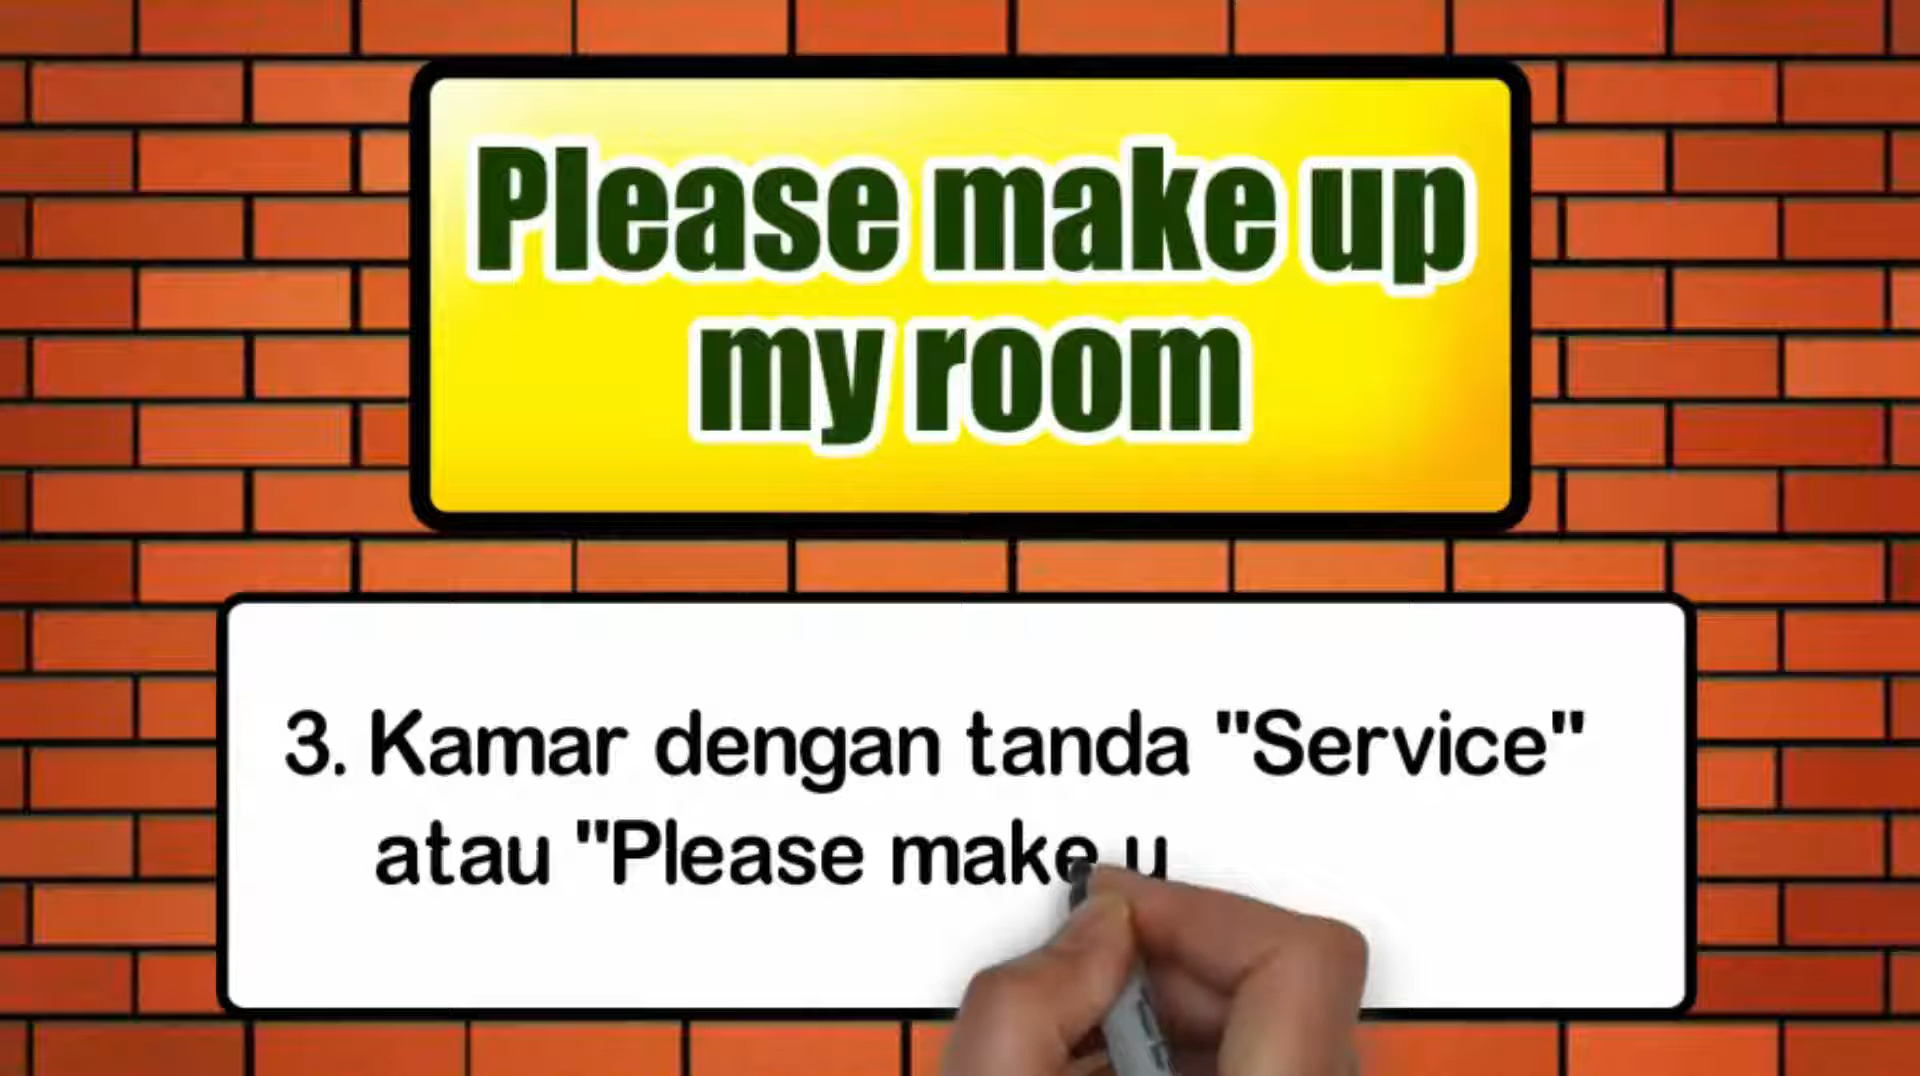 Please make up
my room
3. Kamar dengan tanda "Service"
atau "Please make u